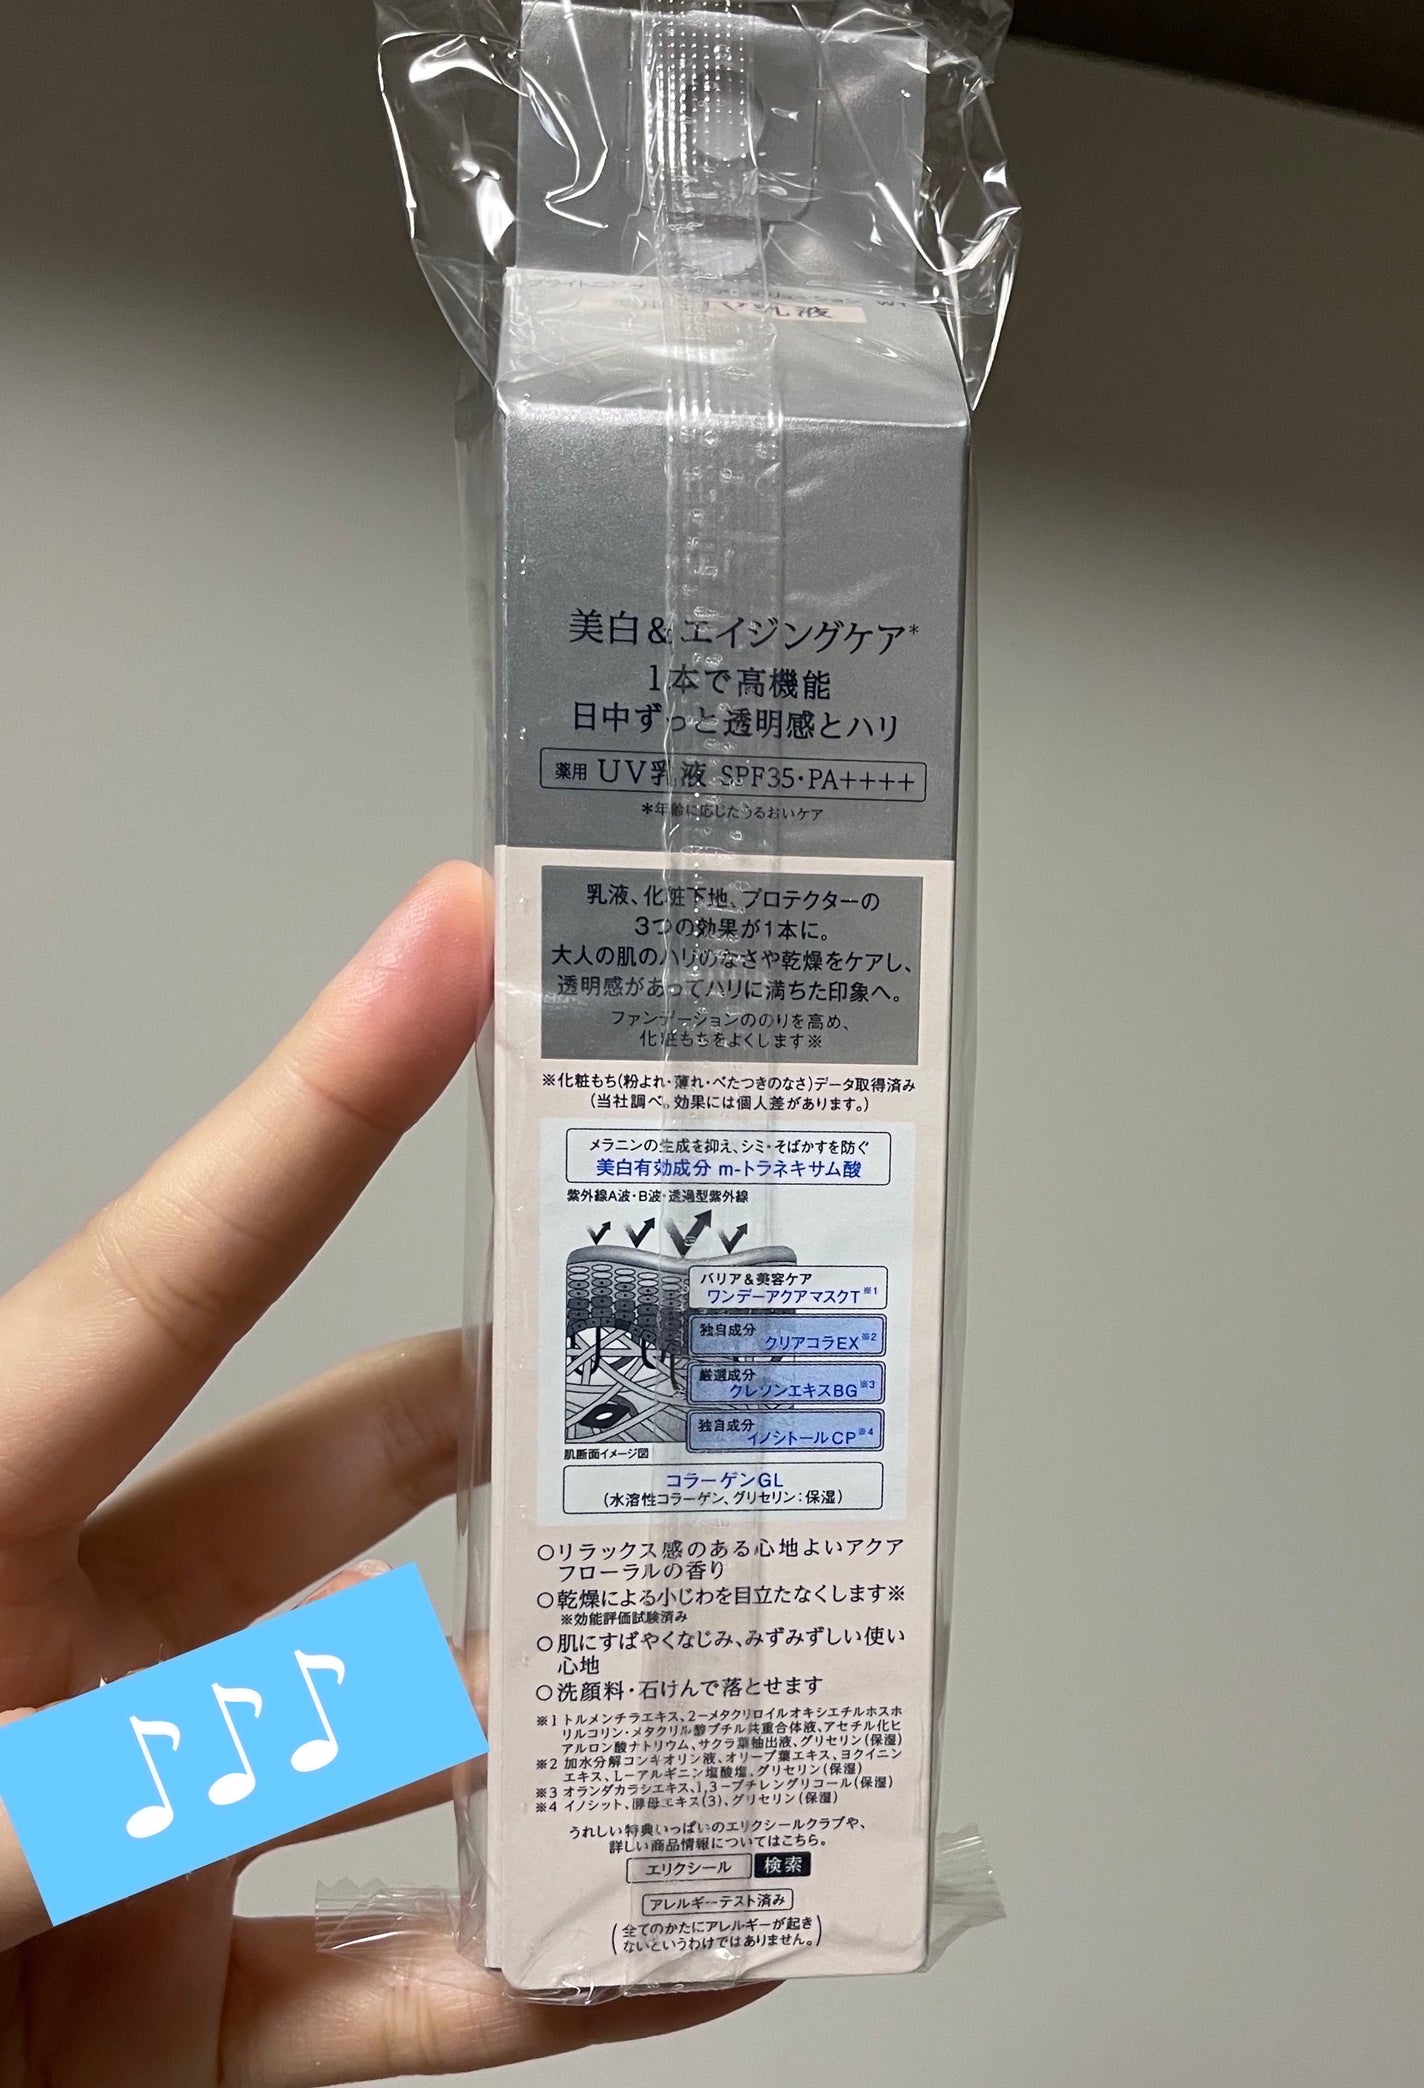 乳液
美白&エイジングケア*
1本で高機能
日中ずっと透明感とハリ
薬用 UV乳液 SPF35・PA++++
*年齢に応じたうるおいケア
乳液、化粧下地、プロテクターの
3つの効果が1本に。
大人の肌のハリのなさや乾燥をケアし、
透明感があってハリに満ちた印象へ。
ファンデーションののりを高め、
化粧もちをよくします※
※化粧もち(粉よれ・薄れ・べたつきのなさ)データ取得済み
(当社調べ。効果には個人差があります。)
メラニンの生成を抑え、シミ・そばかすを防ぐ
美白有効成分 m-トラネキサム酸
紫外線A波・B波・透過型紫外線
バリア&美容ケア
ワンデーアクアマスクT※1
独自成分
クリアコラEX※2
厳選成分
クレソンエキスBG※3
独自成分
イノシトールCP※4
肌断面イメージ図
コラーゲンGL
(水溶性コラーゲン、グリセリン:保湿)
○リラックス感のある心地よいアクア
フローラルの香り
○乾燥による小じわを目立たなくします※
※効能評価試験済み
○肌にすばやくなじみ、みずみずしい使い
心地
○洗顔料・石けんで落とせます
※1 トルメンチラエキス、2-メタクリロイルオキシエチルホスホ
リルコリン・メタクリル酸ブチル共重合体液、アセチル化ヒ
アルロン酸ナトリウム、サクラ葉抽出液、グリセリン(保湿)
※2 加水分解コンキオリン液、オリーブ葉エキス、ヨクイニン
エキス、L-アルギニン塩酸塩、グリセリン(保湿)
※3 オランダカラシエキス、1,3-ブチレングリコール(保湿)
※4 イノシット、酵母エキス(3)、グリセリン(保湿)
うれしい特典いっぱいのエリクシールクラブや、
詳しい商品情報についてはこちら。
エリクシール 検索
アレルギーテスト済み
(全てのかたにアレルギーが起き
ないというわけではありません。)